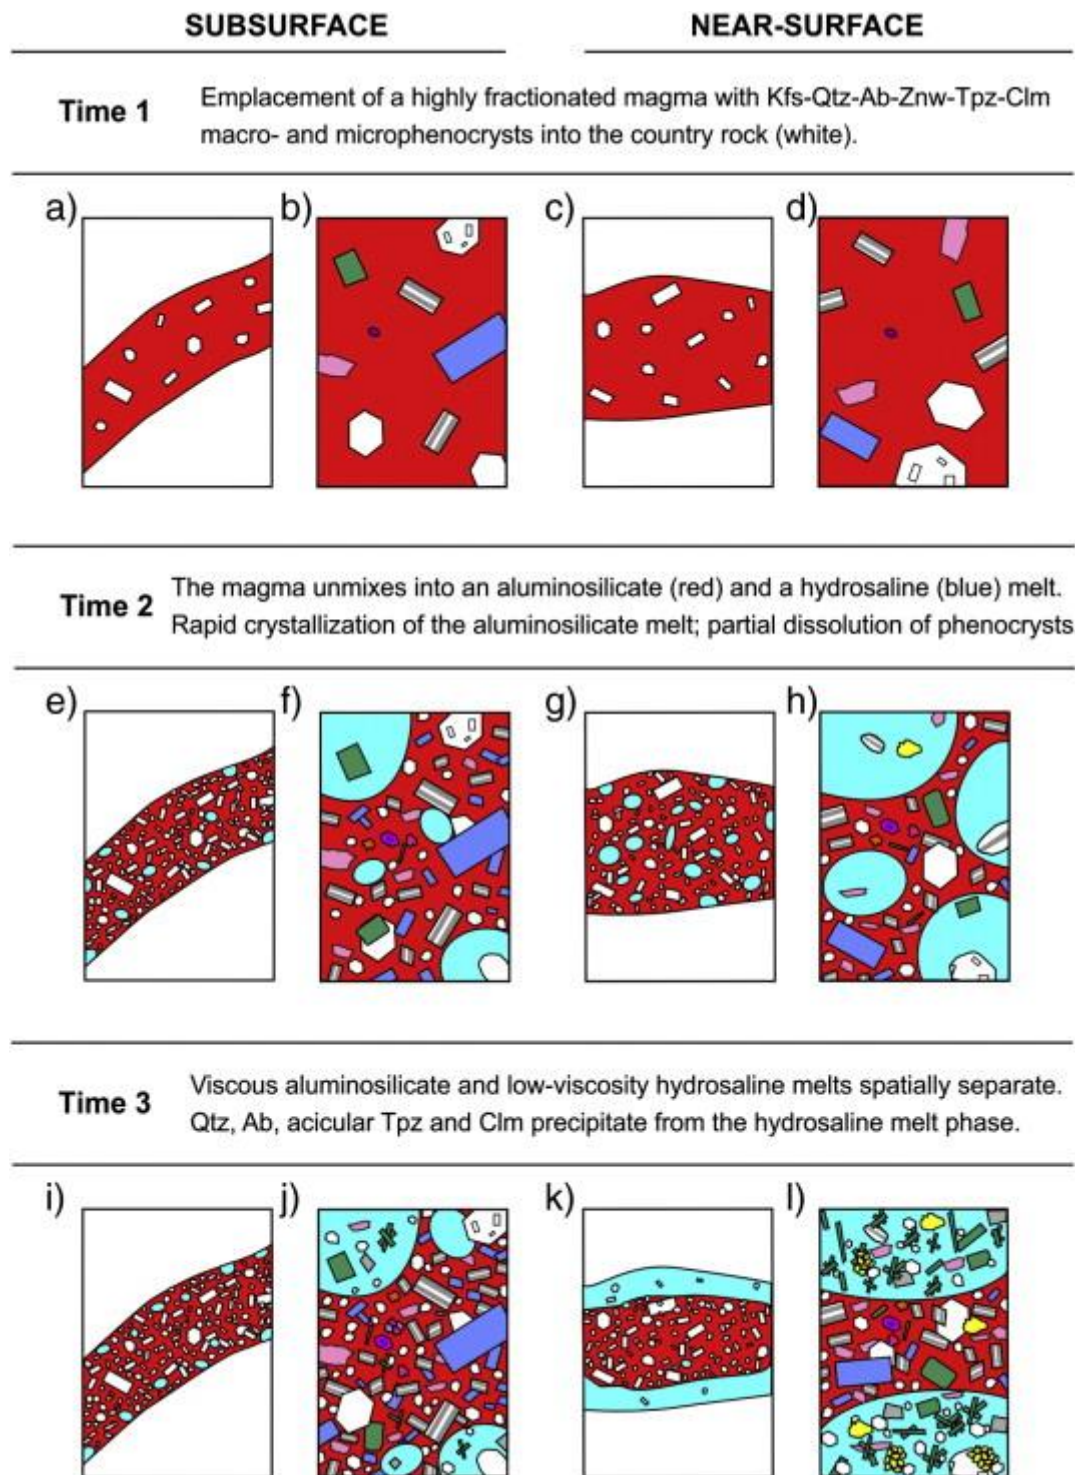 SUBSURFACE NEAR-SURFACE
Time 1
Emplacement of a highly fractionated magma with Kfs-Qtz-Ab-Znw-Tpz-Clm
macro- and microphenocrysts into the country rock (white).
a) b) c) d)
Time 2
The magma unmixes into an aluminosilicate (red) and a hydrosaline (blue) melt.
Rapid crystallization of the aluminosilicate melt; partial dissolution of phenocrysts
e) f) g) h)
Time 3
Viscous aluminosilicate and low-viscosity hydrosaline melts spatially separate.
Qtz, Ab, acicular Tpz and Clm precipitate from the hydrosaline melt phase.
i) j) k) l)